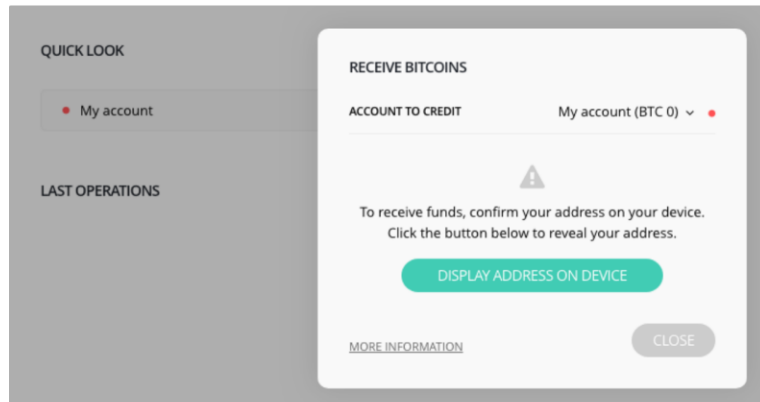 QUICK LOOK
My account
LAST OPERATIONS
RECEIVE BITCOINS
ACCOUNT TO CREDIT My account (BTC 0)
To receive funds, confirm your address on your device.
Click the button below to reveal your address.
DISPLAY ADDRESS ON DEVICE
MORE INFORMATION
CLOSE